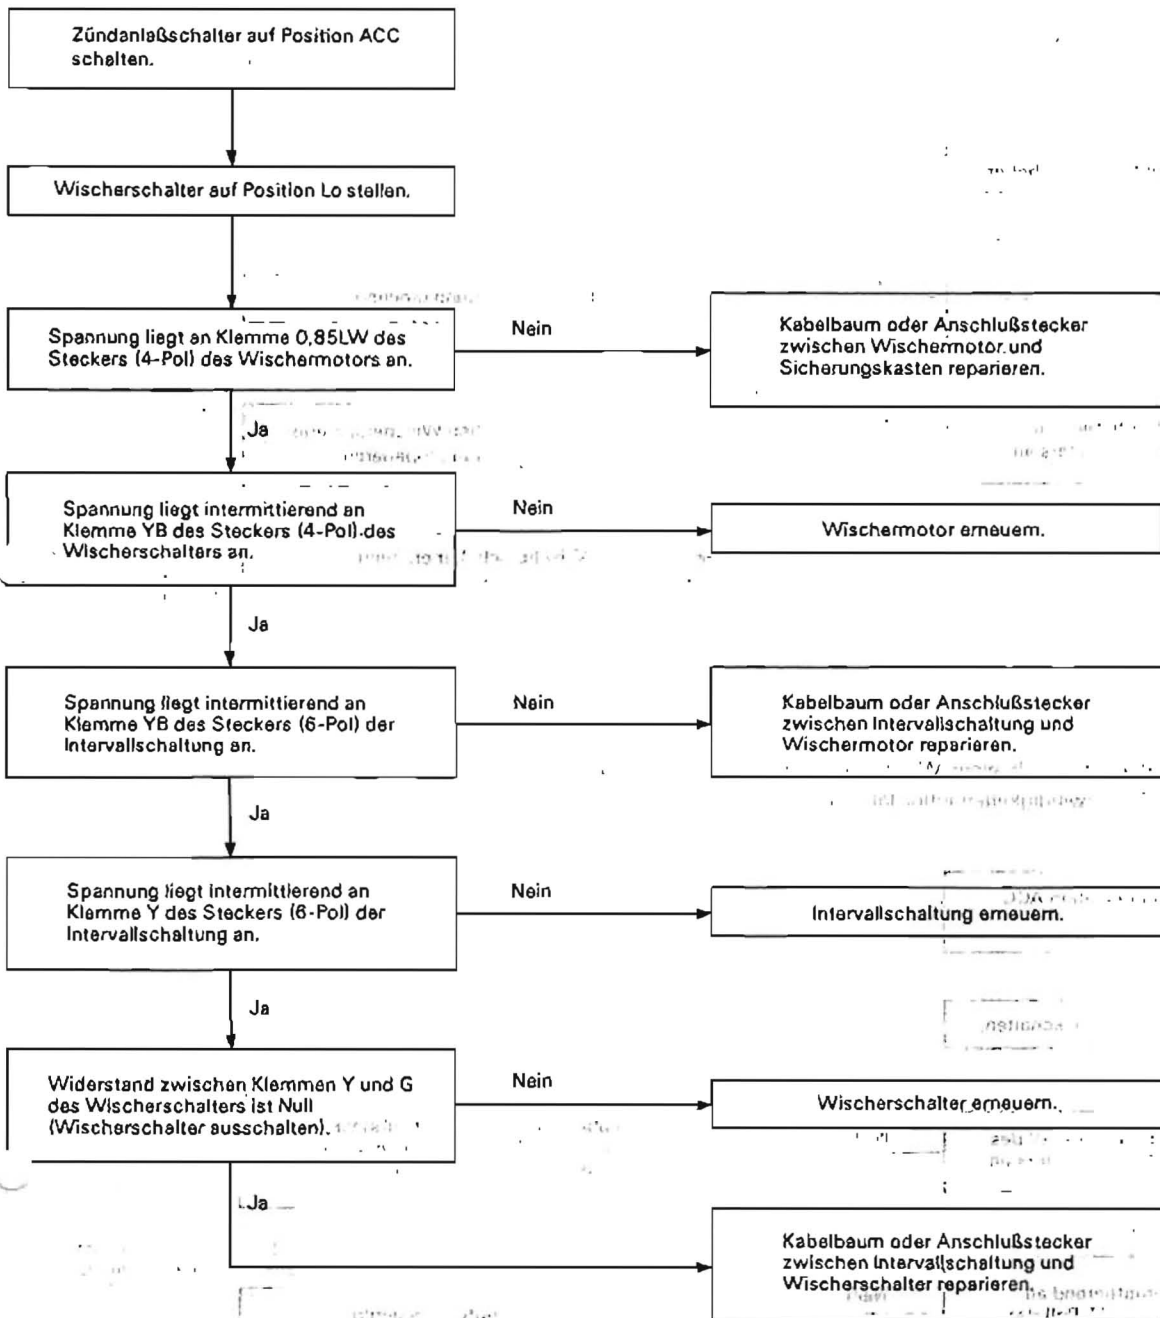 Zündanlaßschalter auf Position ACC
schalten.
Wischerschalter auf Position Lo stellen.
Spannung liegt an Klemme 0,85LW des
Steckers (4-Pol) des Wischermotors an.
Nein
Kabelbaum oder Anschlußstecker
zwischen Wischermotor und
Sicherungskasten reparieren.
Ja
Spannung liegt intermittierend an
Klemme YB des Steckers (4-Pol) des
Wischerschalters an.
Nein
Wischermotor erneuern.
Ja
Spannung liegt intermittierend an
Klemme YB des Steckers (6-Pol) der
Intervallschaltung an.
Nein
Kabelbaum oder Anschlußstecker
zwischen Intervallschaltung und
Wischermotor reparieren.
Ja
Spannung liegt intermittierend an
Klemme Y des Steckers (6-Pol) der
Intervallschaltung an.
Nein
Intervallschaltung erneuern.
Ja
Widerstand zwischen Klemmen Y und G
des Wischerschalters ist Null
(Wischerschalter ausschalten).
Nein
Wischerschalter erneuern.
Ja
Kabelbaum oder Anschlußstecker
zwischen Intervallschaltung und
Wischerschalter reparieren.